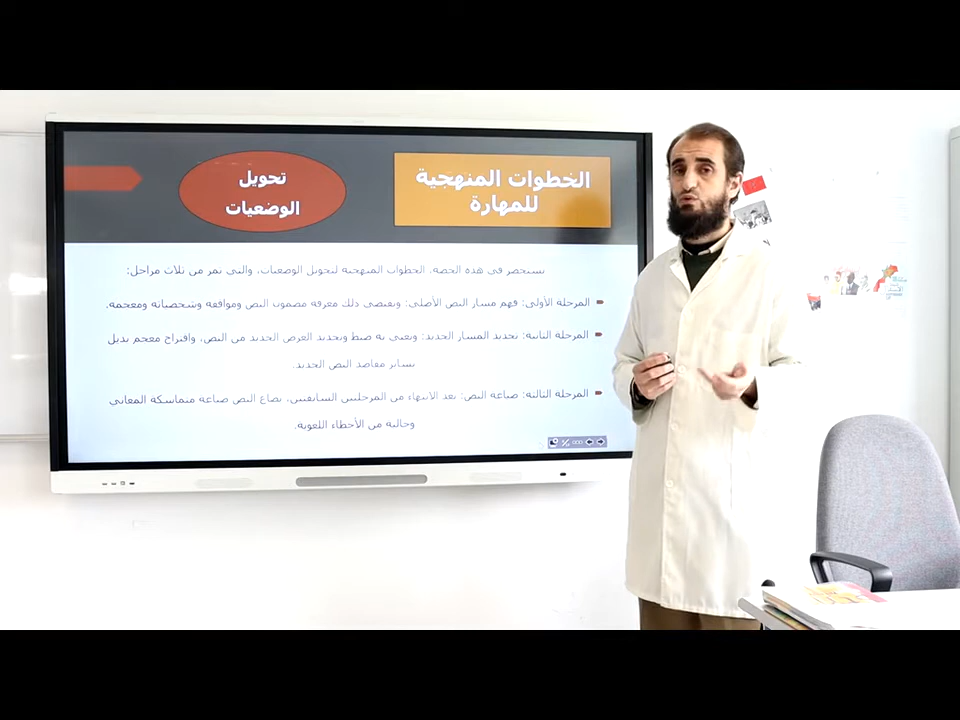 الخطوات المنهجية
للمهارة
تحويل
الوضعيات
نستحضر في هذه الحصة، الخطوات المنهجية لتحويل الوضعيات، والتي تمر من ثلاث مراحل:
المرحلة الأولى: فهم مسار النص الأصلي: ويقتضي ذلك معرفة مضمون النص ومواقفه وشخصياته ومعجمه.
المرحلة الثانية: تحديد المسار الجديد: ويعنى به ضبط وتحديد الغرض الجديد من النص، واقتراح معجم بديل
يساير مقاصد النص الجديد.
المرحلة الثالثة: صياغة النص: بعد الانتهاء من المرحلتين السابقتين، يصاغ النص صياغة متماسكة المعاني
وخالية من الأخطاء اللغوية.